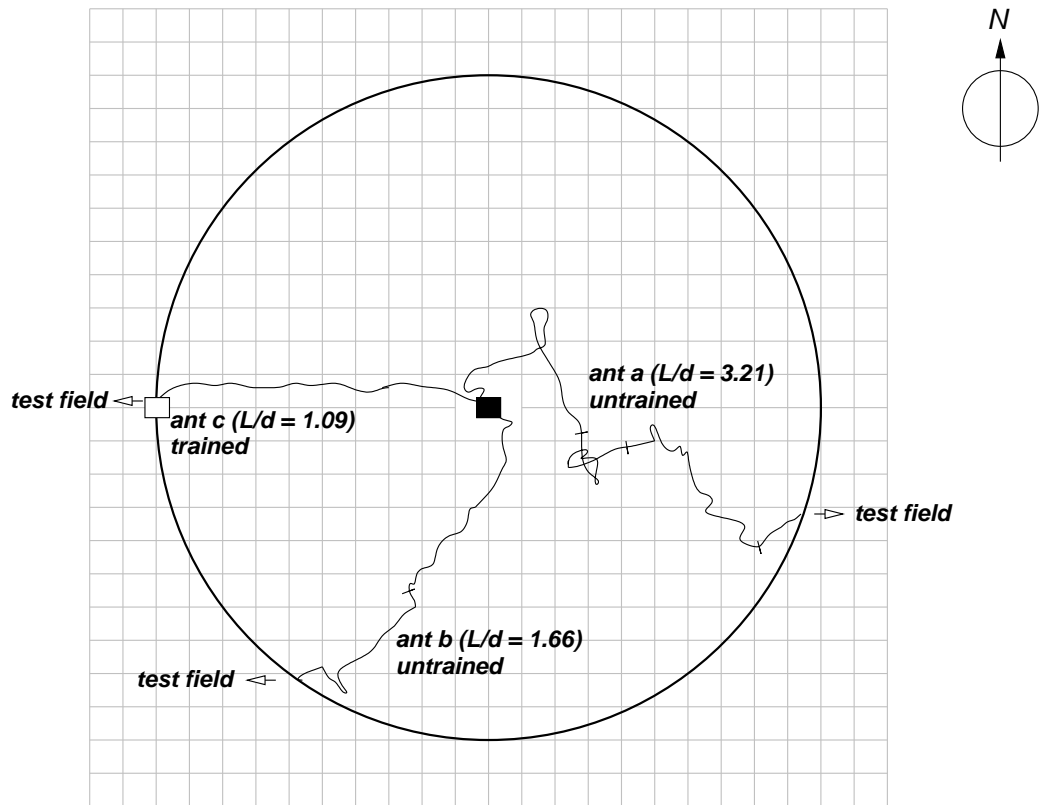 N
ant a (L/d = 3.21)
untrained
test field
ant c (L/d = 1.09)
trained
test field
ant b (L/d = 1.66)
untrained
test field